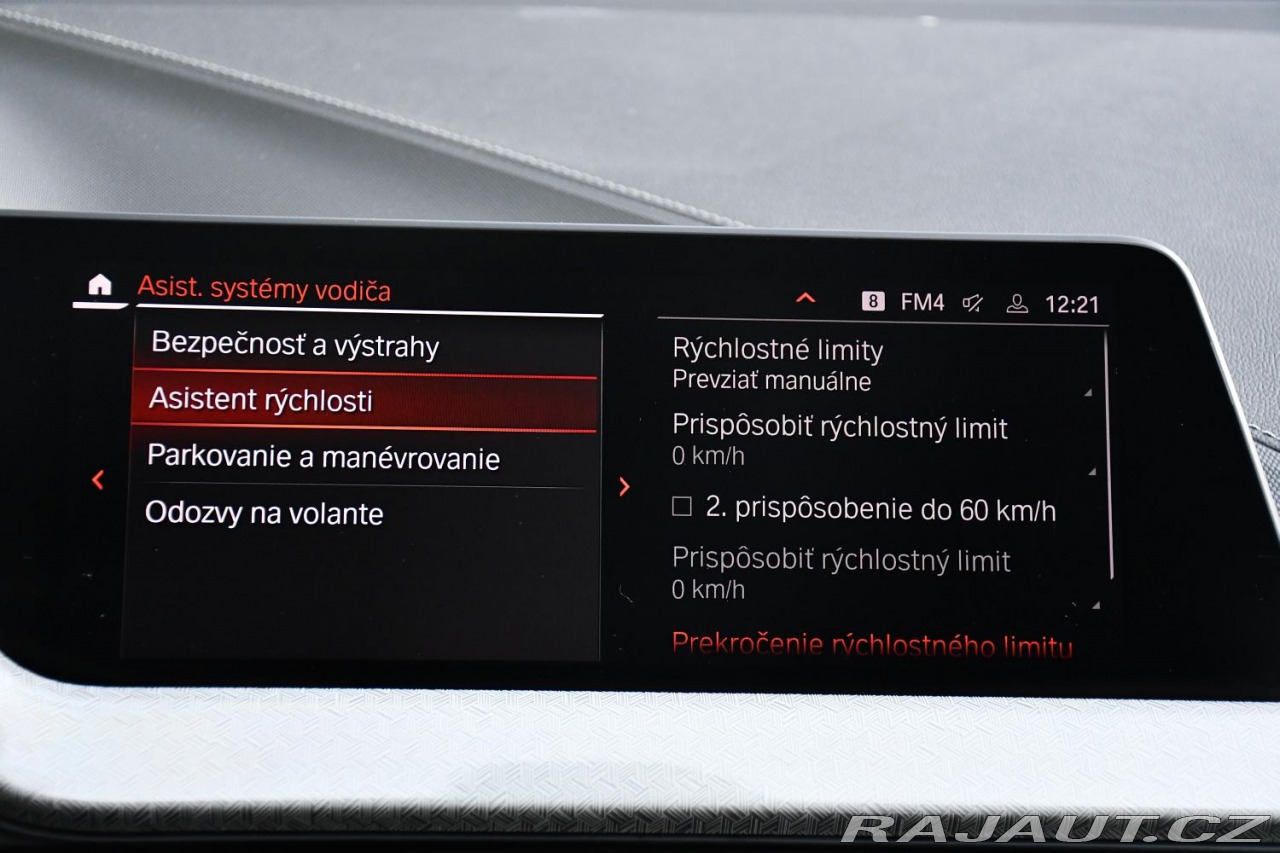 Asist. systémy vodiča
8 FM4 12:21
Bezpečnosť a výstrahy
Asistent rýchlosti
Parkovanie a manévrovanie
Odozvy na volante
Rýchlostné limity
Prevziať manuálne
Prispôsobiť rýchlostný limit
0 km/h
2. prispôsobenie do 60 km/h
Prispôsobiť rýchlostný limit
0 km/h
Prekročenie rýchlostného limitu
RAJAUT.CZ